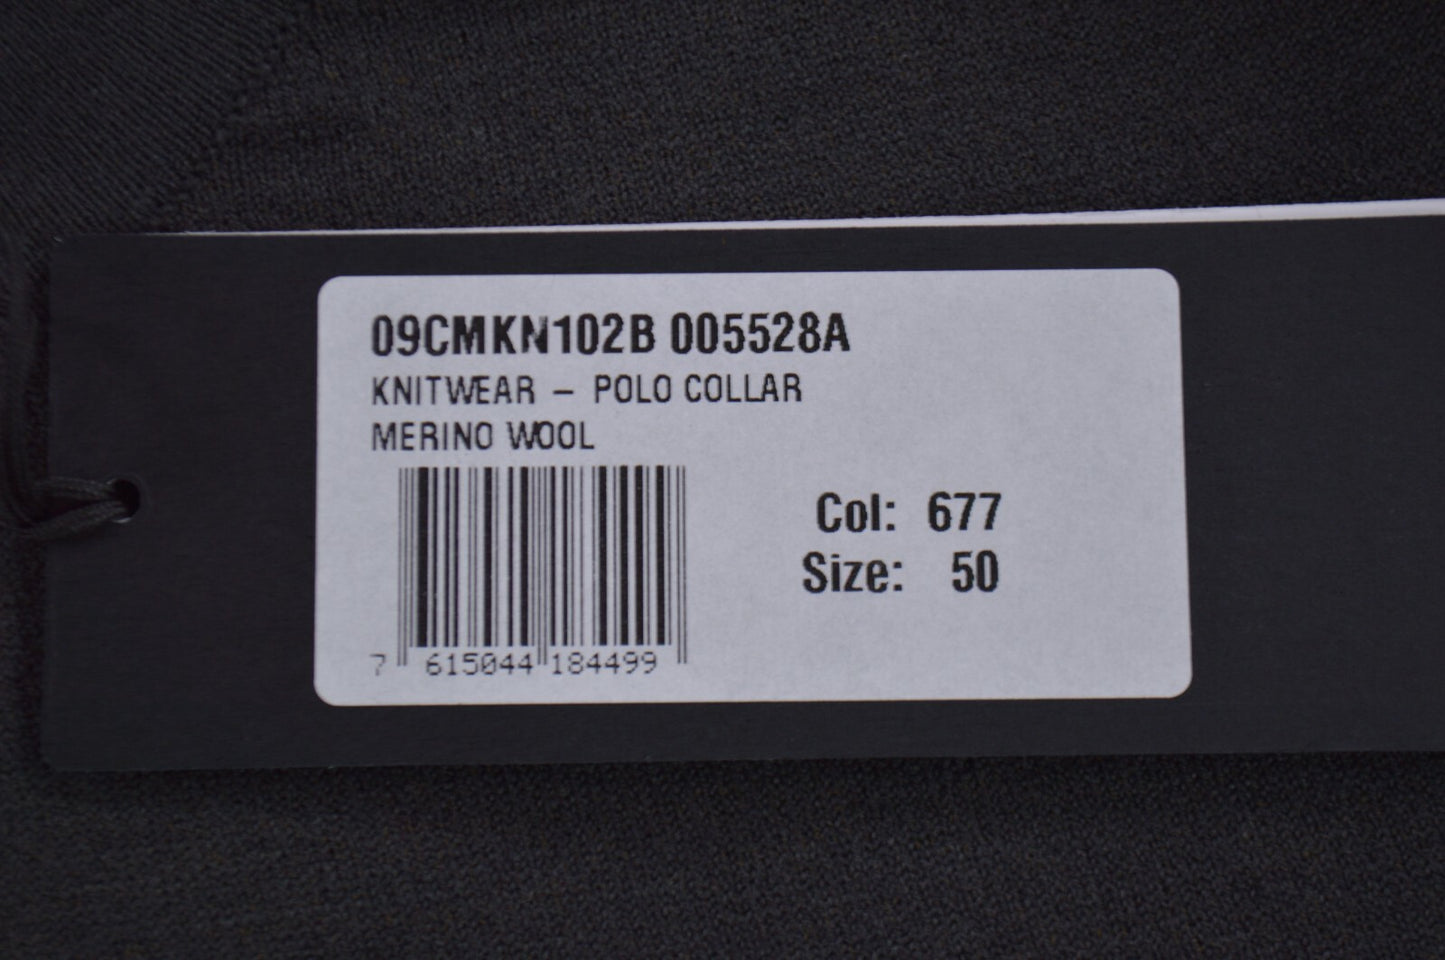 09CMKN102B 005528A
KNITWEAR – POLO COLLAR
MERINO WOOL
Col: 677
Size: 50
7 615044 184499